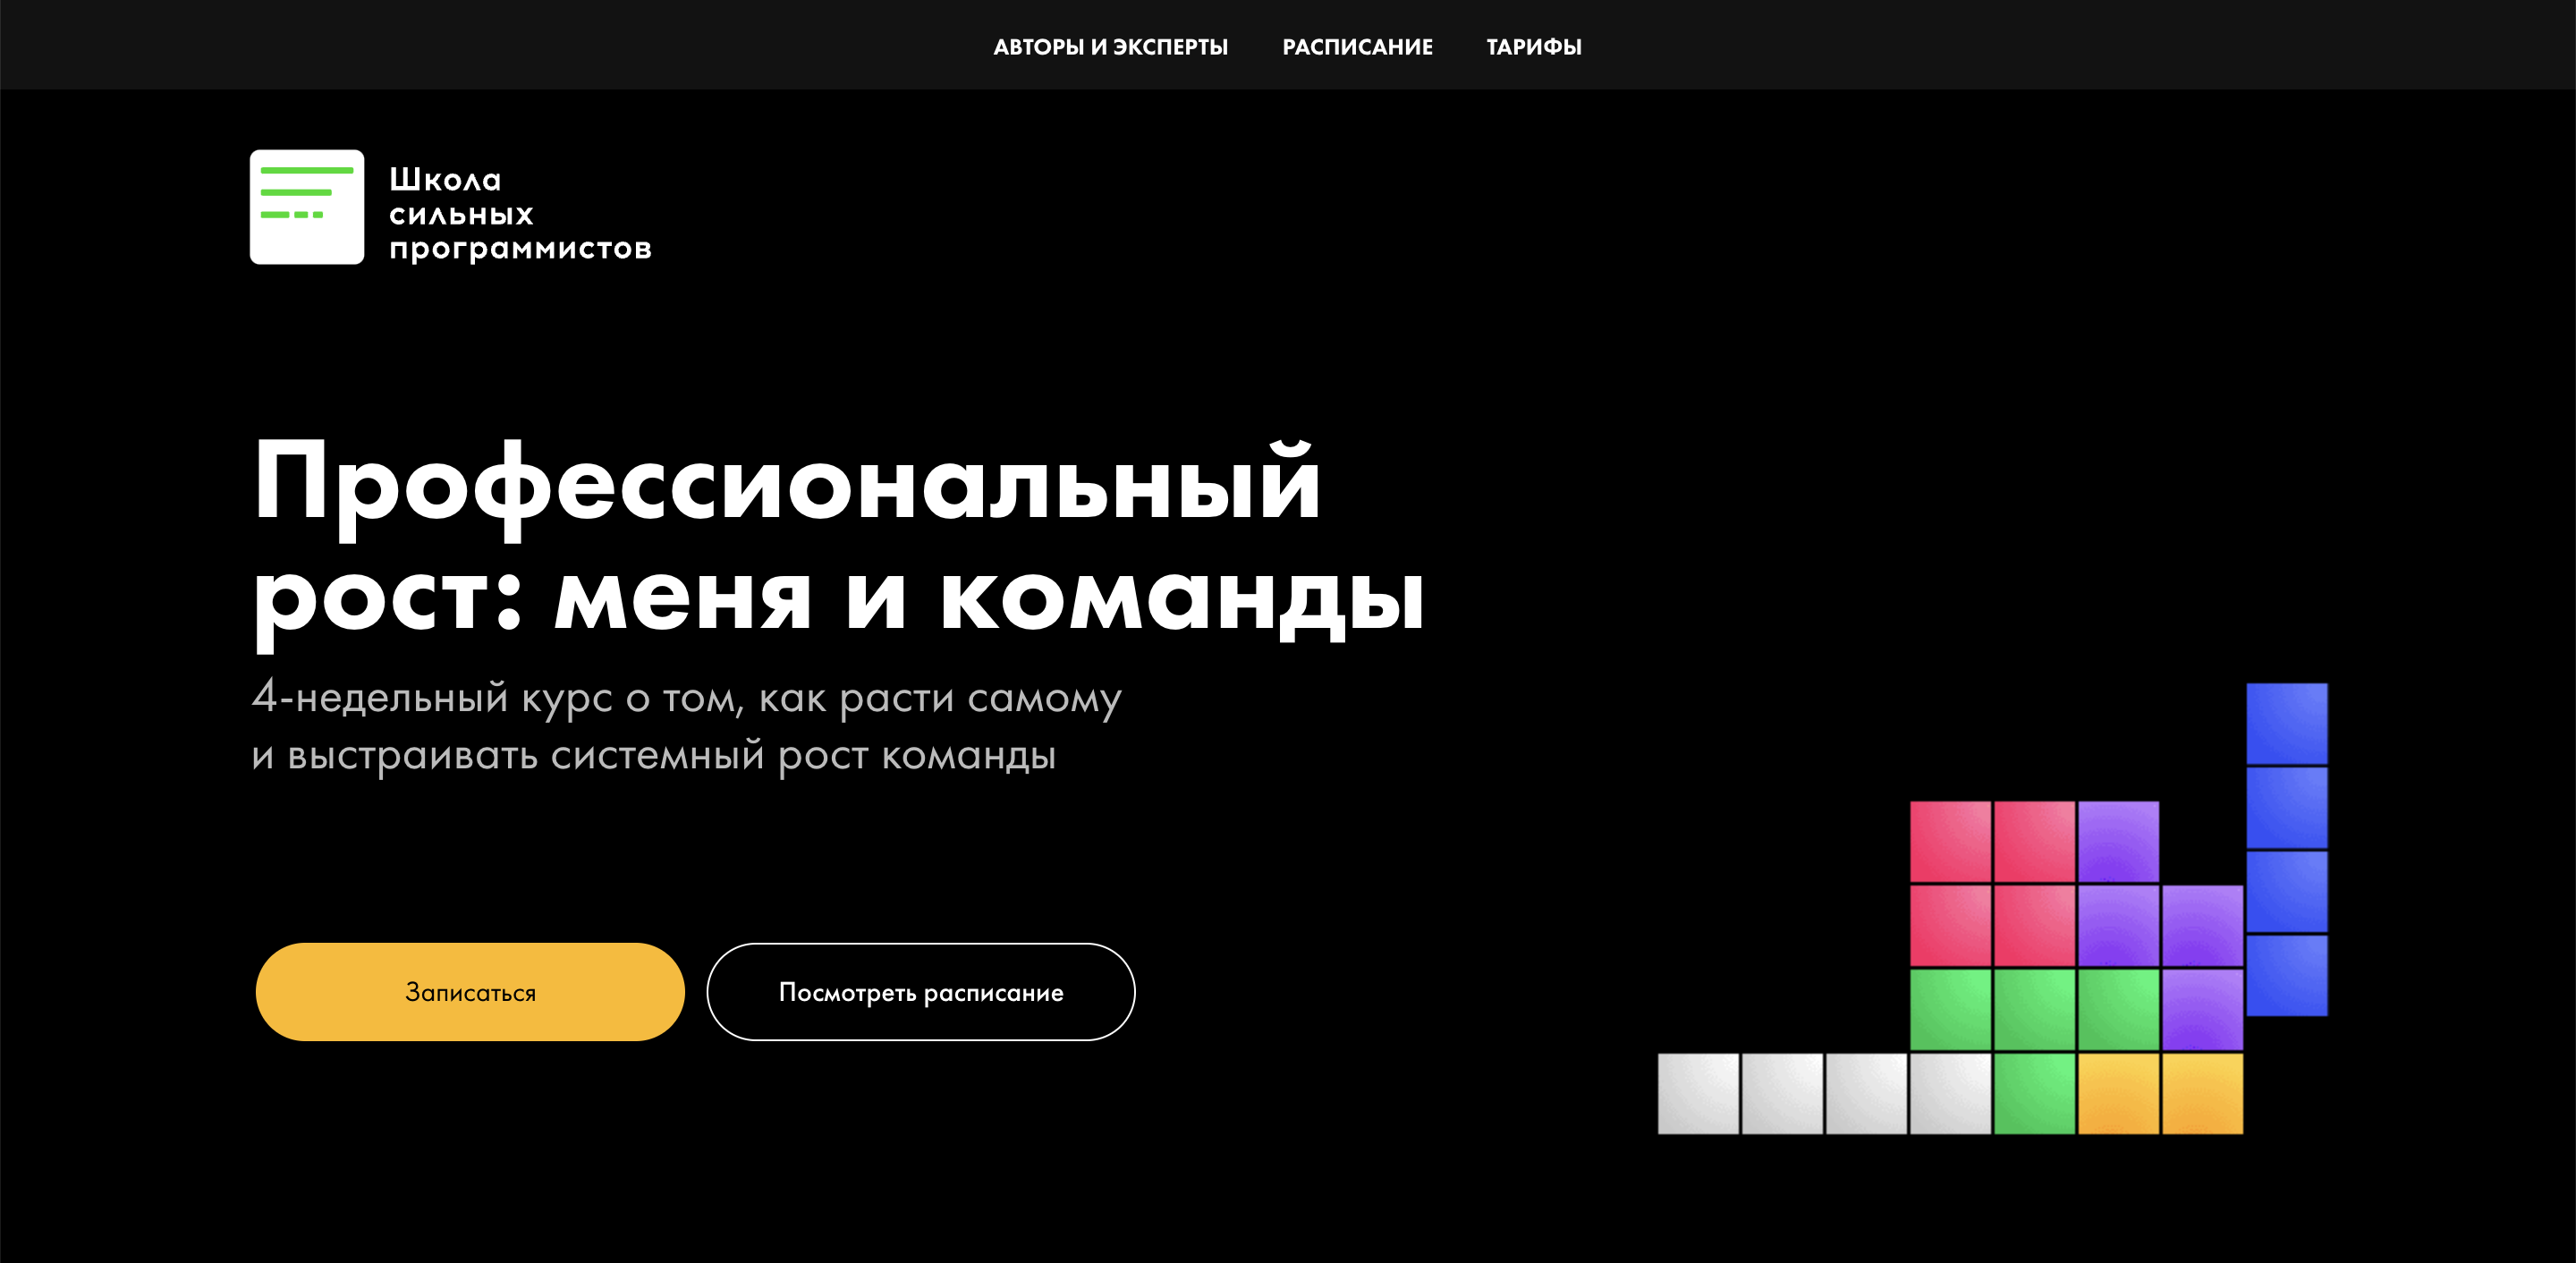 АВТОРЫ И ЭКСПЕРТЫ РАСПИСАНИЕ ТАРИФЫ
Школа
сильных
программистов
Профессиональный
рост: меня и команды
4-недельный курс о том, как расти самому
и выстраивать системный рост команды
Записаться Посмотреть расписание